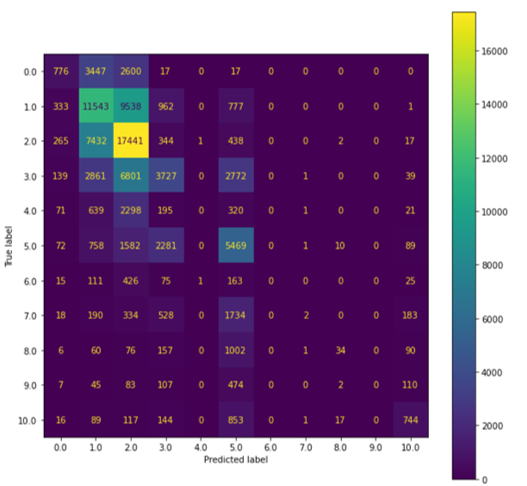 0.0 776 3447 2600 17 0 17 0 0 0 0 0
1.0 333 11543 9538 962 0 777 0 0 0 0 1
2.0 265 7432 17441 344 1 438 0 0 2 0 17
3.0 139 2861 6801 3727 0 2772 0 1 0 0 39
4.0 71 639 2298 195 0 320 0 1 0 0 21
5.0 72 758 1582 2281 0 5469 0 1 10 0 89
6.0 15 111 426 75 1 163 0 0 0 0 25
7.0 18 190 334 528 0 1734 0 2 0 0 183
8.0 6 60 76 157 0 1002 0 1 34 0 90
9.0 7 45 83 107 0 474 0 0 2 0 110
10.0 16 89 117 144 0 853 0 1 17 0 744
0.0 1.0 2.0 3.0 4.0 5.0 6.0 7.0 8.0 9.0 10.0
Predicted label
True label
16000
14000
12000
10000
8000
6000
4000
2000
0